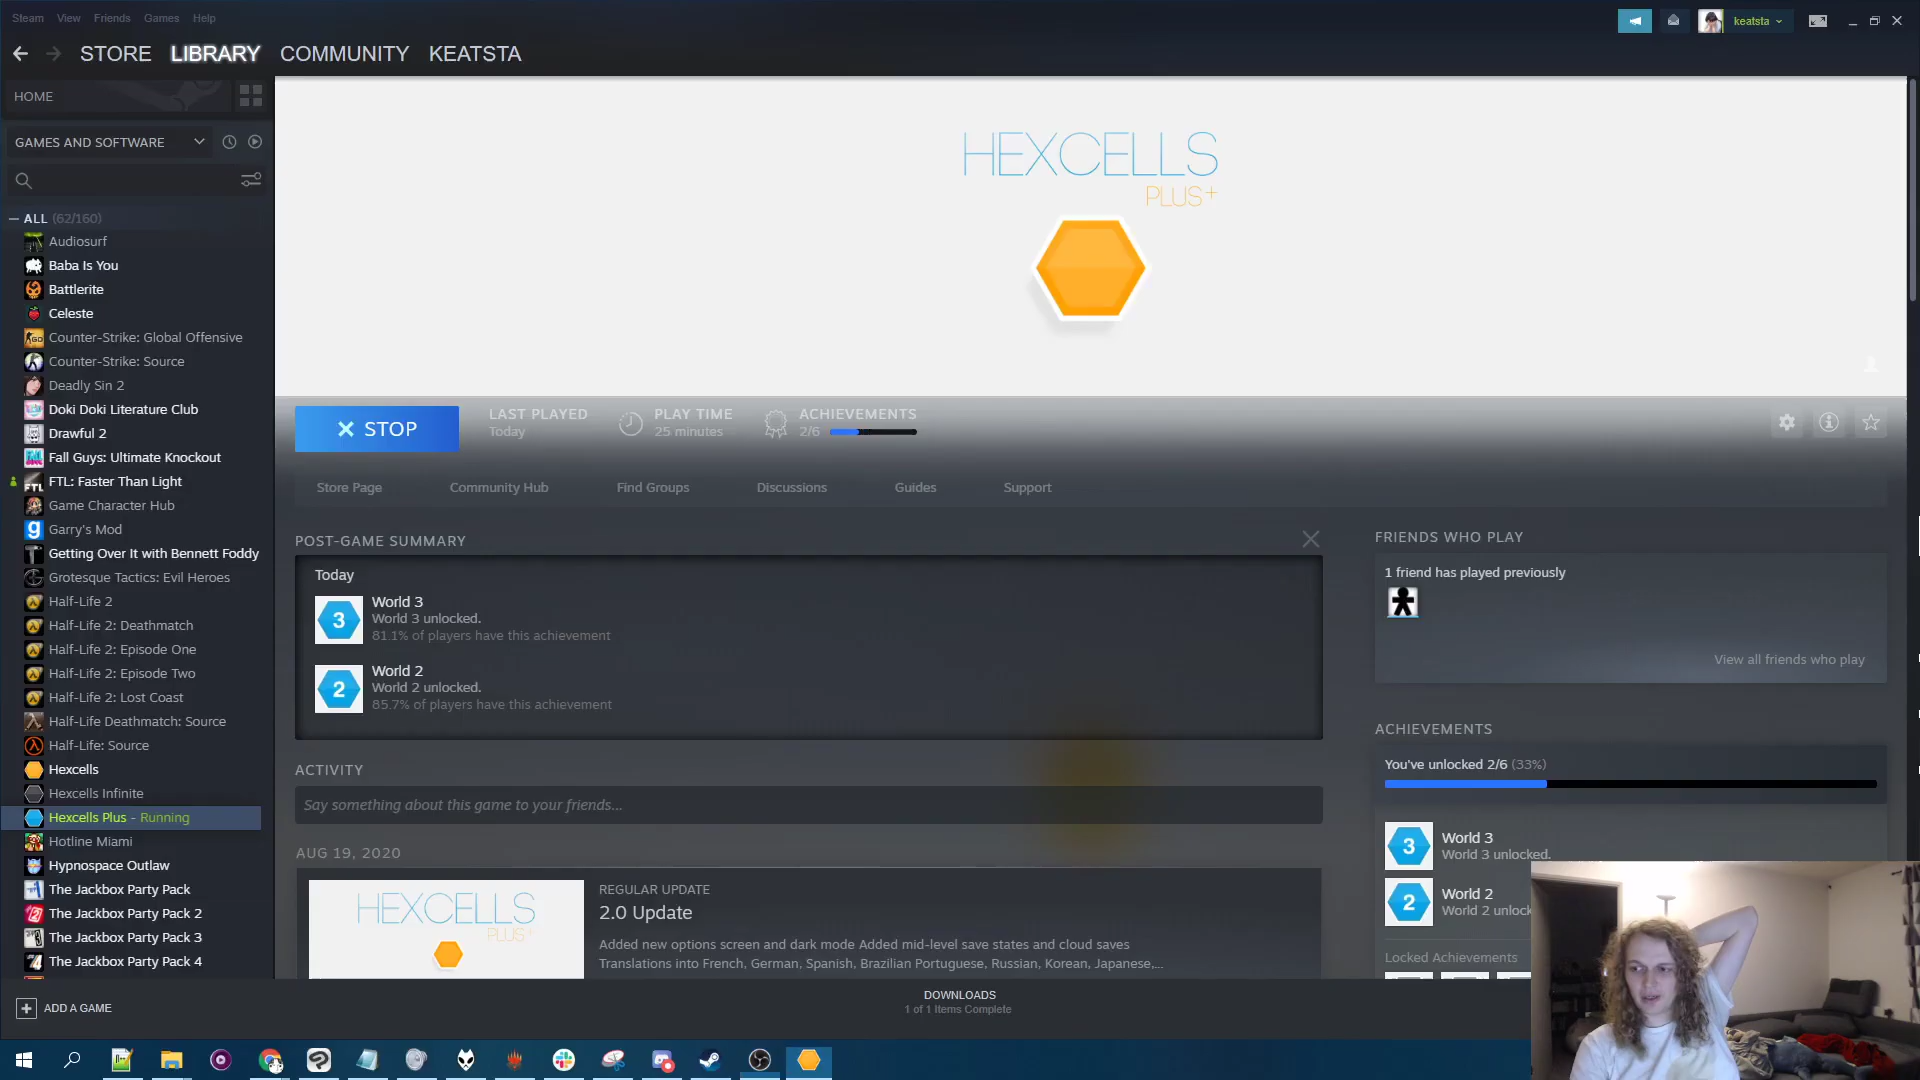 Steam View Friends Games Help
keatsta
STORE LIBRARY COMMUNITY KEATSTA
HOME
GAMES AND SOFTWARE
ALL (62/160)
Audiosurf
Baba Is You
Battlerite
Celeste
Counter-Strike: Global Offensive
Counter-Strike: Source
Deadly Sin 2
Doki Doki Literature Club
Drawful 2
Fall Guys: Ultimate Knockout
FTL: Faster Than Light
Game Character Hub
Garry's Mod
Getting Over It with Bennett Foddy
Grotesque Tactics: Evil Heroes
Half-Life 2
Half-Life 2: Deathmatch
Half-Life 2: Episode One
Half-Life 2: Episode Two
Half-Life 2: Lost Coast
Half-Life Deathmatch: Source
Half-Life: Source
Hexcells
Hexcells Infinite
Hexcells Plus - Running
Hotline Miami
Hypnospace Outlaw
The Jackbox Party Pack
The Jackbox Party Pack 2
The Jackbox Party Pack 3
The Jackbox Party Pack 4
ADD A GAME
HEXCELLS
PLUS+
STOP
LAST PLAYED
Today
PLAY TIME
25 minutes
ACHIEVEMENTS
2/6
Store Page Community Hub Find Groups Discussions Guides Support
POST-GAME SUMMARY
Today
3
World 3
World 3 unlocked.
81.1% of players have this achievement
2
World 2
World 2 unlocked.
85.7% of players have this achievement
ACTIVITY
Say something about this game to your friends...
AUG 19, 2020
HEXCELLS
PLUS+
REGULAR UPDATE
2.0 Update
Added new options screen and dark mode Added mid-level save states and cloud saves
Translations into French, German, Spanish, Brazilian Portuguese, Russian, Korean, Japanese,...
FRIENDS WHO PLAY
1 friend has played previously
View all friends who play
ACHIEVEMENTS
You've unlocked 2/6 (33%)
3
World 3
World 3 unlocked.
2
World 2
World 2 unlock
Locked Achievements
DOWNLOADS
1 of 1 Items Complete